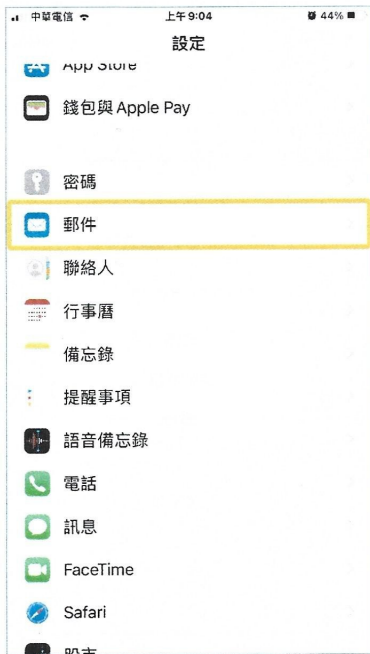 中華電信 上午9:04 44%
設定
App Store
錢包與 Apple Pay
密碼
郵件
聯絡人
行事曆
備忘錄
提醒事項
語音備忘錄
電話
訊息
FaceTime
Safari
股市